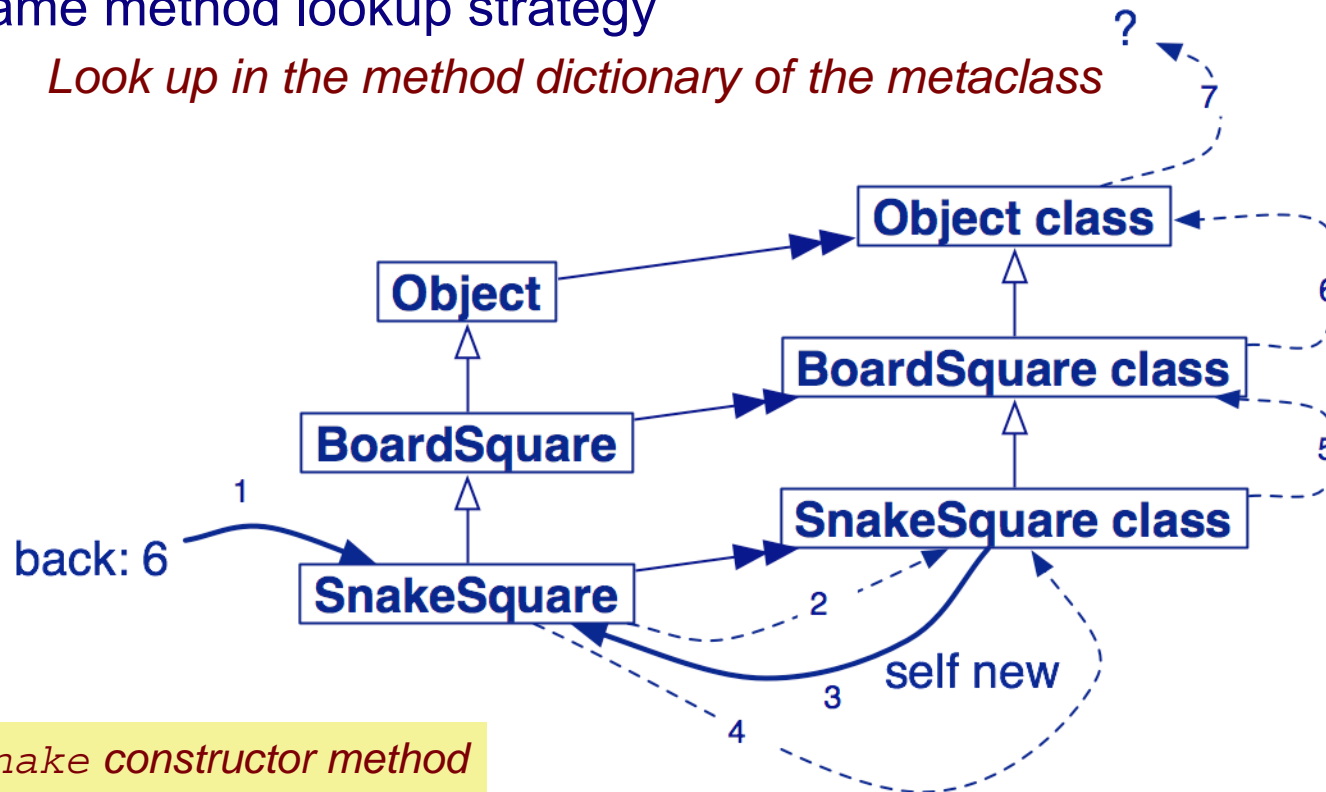 ame method lookup strategy
?
Look up in the method dictionary of the metaclass
7
Object class
Object
6
BoardSquare class
BoardSquare
5
1
SnakeSquare class
back: 6
SnakeSquare
2
self new
3
4
nake constructor method